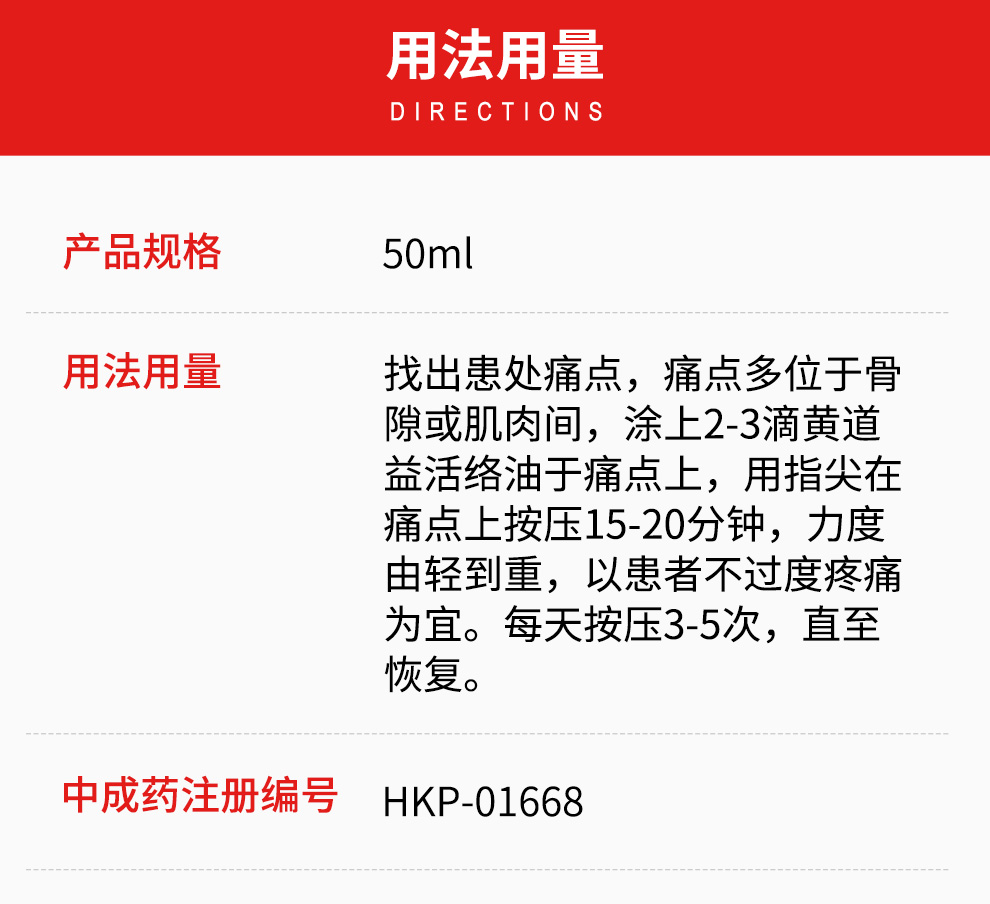 用法用量
DIRECTIONS
产品规格
50ml
用法用量
找出患处痛点，痛点多位于骨
隙或肌肉间，涂上2-3滴黄道
益活络油于痛点上，用指尖在
痛点上按压15-20分钟，力度
由轻到重，以患者不过度疼痛
为宜。每天按压3-5次，直至
恢复。
中成药注册编号
HKP-01668